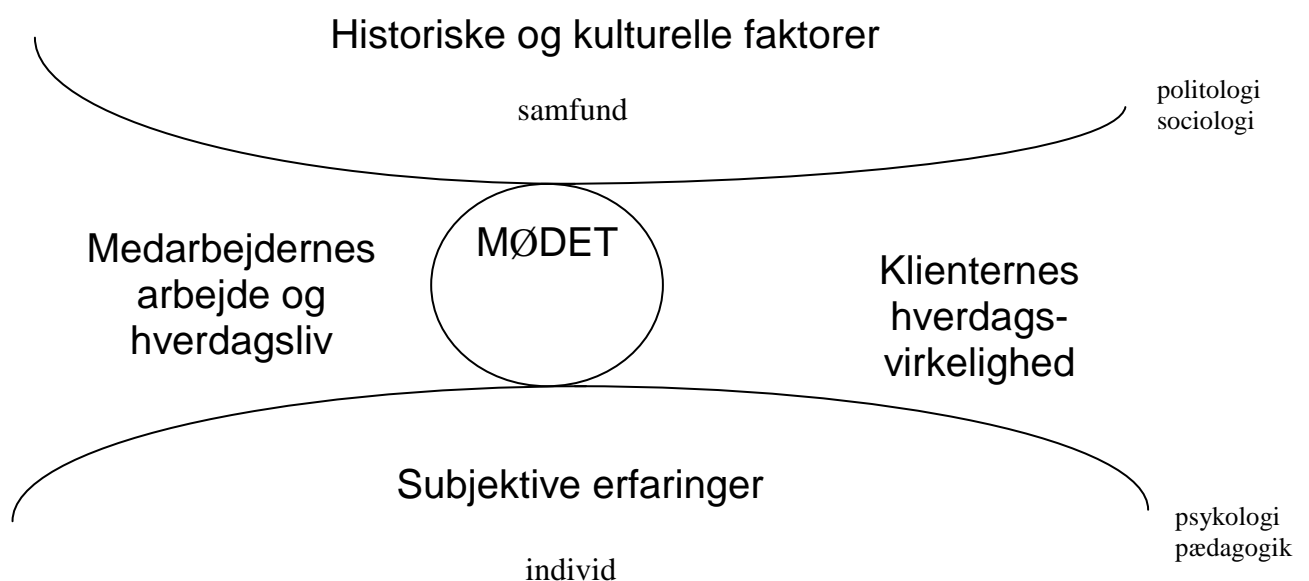 Historiske og kulturelle faktorer
samfund
politologi
sociologi
Medarbejdernes
arbejde og
hverdagsliv
MØDET
Klienternes
hverdags-
virkelighed
Subjektive erfaringer
individ
psykologi
pædagogik